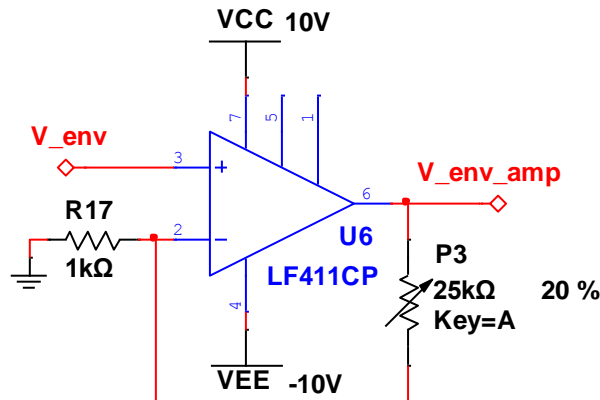 VCC 10V
7
5
1
V_env
3
+
6
V_env_amp
R17
2
−
U6
P3
1kΩ
LF411CP
25kΩ 20 %
4
Key=A
VEE -10V